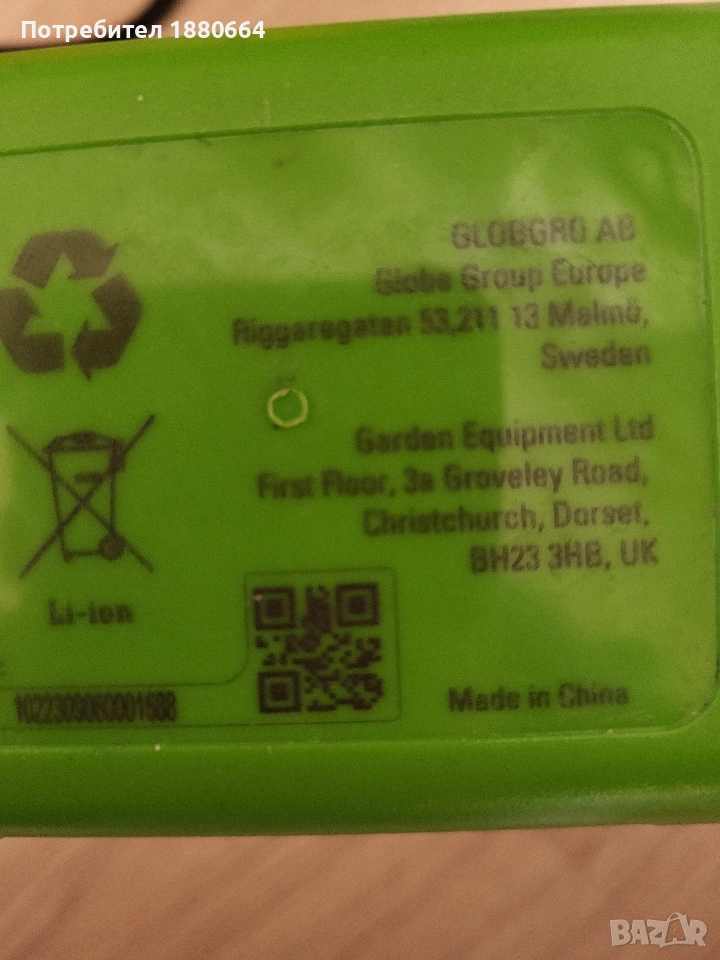 Потребител 1880664
GLOBGRO AB
Globe Group Europe
Riggaregatan 53,211 13 Malmö,
Sweden
Garden Equipment Ltd
First Floor, 3a Groveley Road,
Christchurch, Dorset,
BH23 3HB, UK
Li-ion
Made in China
BAZAR